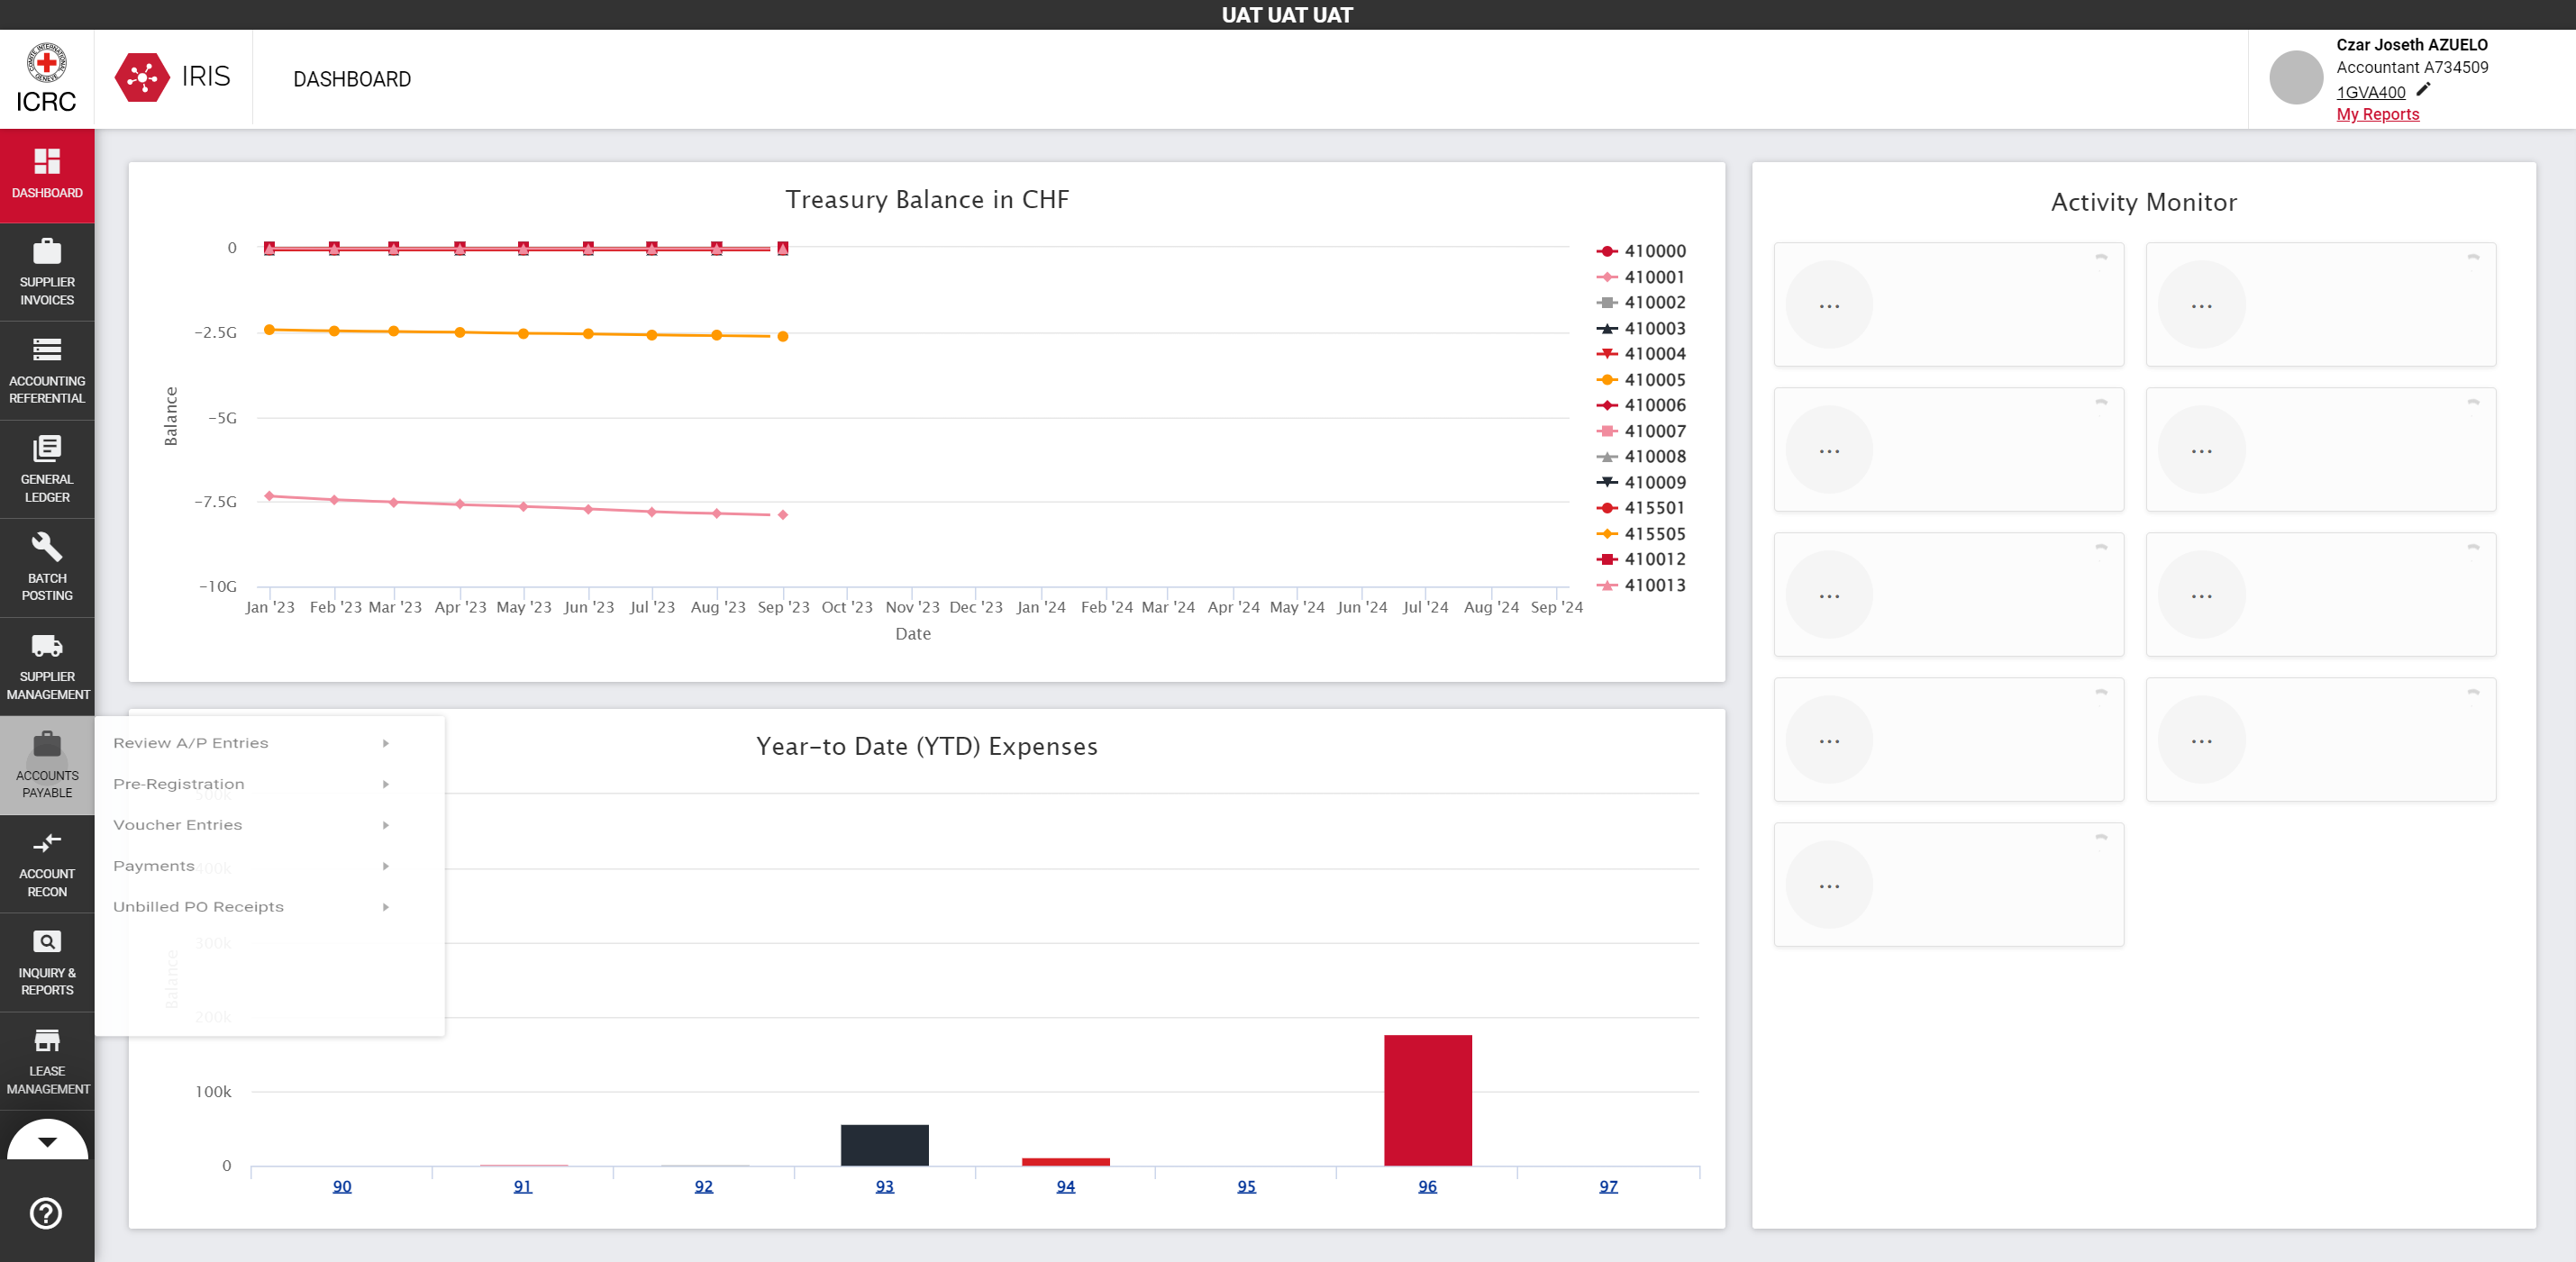 UAT UAT UAT
ICRC
IRIS
DASHBOARD
Czar Joseth AZUELO
Accountant A734509
1GVA400
My Reports
DASHBOARD
SUPPLIER
INVOICES
ACCOUNTING
REFERENTIAL
GENERAL
LEDGER
BATCH
POSTING
SUPPLIER
MANAGEMENT
ACCOUNTS
PAYABLE
ACCOUNT
RECON
INQUIRY &
REPORTS
LEASE
MANAGEMENT
Treasury Balance in CHF
Balance
0
-2.5G
-5G
-7.5G
-10G
Jan '23 Feb '23 Mar '23 Apr '23 May '23 Jun '23 Jul '23 Aug '23 Sep '23 Oct '23 Nov '23 Dec '23 Jan '24 Feb '24 Mar '24 Apr '24 May '24 Jun '24 Jul '24 Aug '24 Sep '24
Date
410000
410001
410002
410003
410004
410005
410006
410007
410008
410009
415501
415505
410012
410013
Review A/P Entries
Pre-Registration
Voucher Entries
Payments
Unbilled PO Receipts
Year-to Date (YTD) Expenses
Balance
500k
400k
300k
200k
100k
0
90 91 92 93 94 95 96 97
Activity Monitor
... ...
... ...
... ...
... ...
...